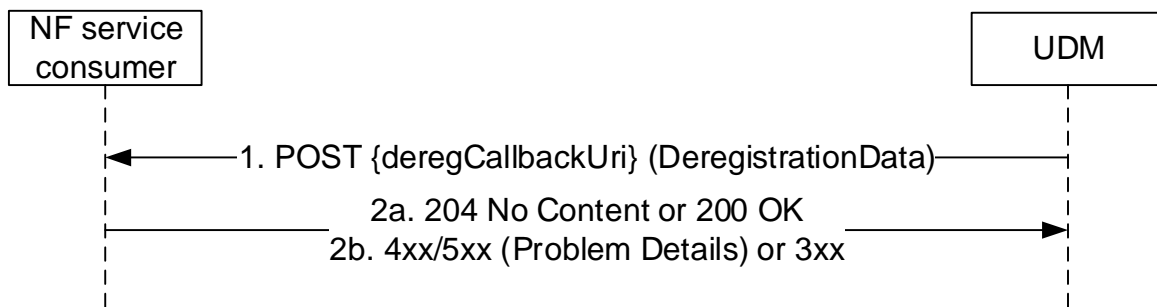 NF service
consumer
UDM
1. POST {deregCallbackUri} (DeregistrationData)
2a. 204 No Content or 200 OK
2b. 4xx/5xx (Problem Details) or 3xx